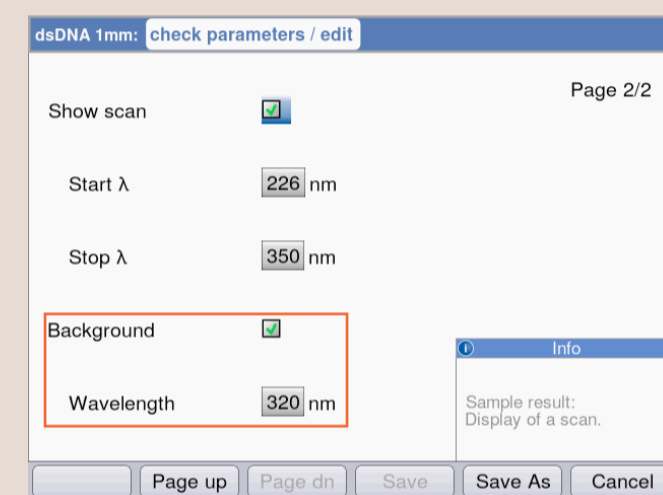 dsDNA 1mm: check parameters / edit
Page 2/2
Show scan
Start λ 226 nm
Stop λ 350 nm
Background
Wavelength 320 nm
Info
Sample result:
Display of a scan.
Page up Page dn Save Save As Cancel